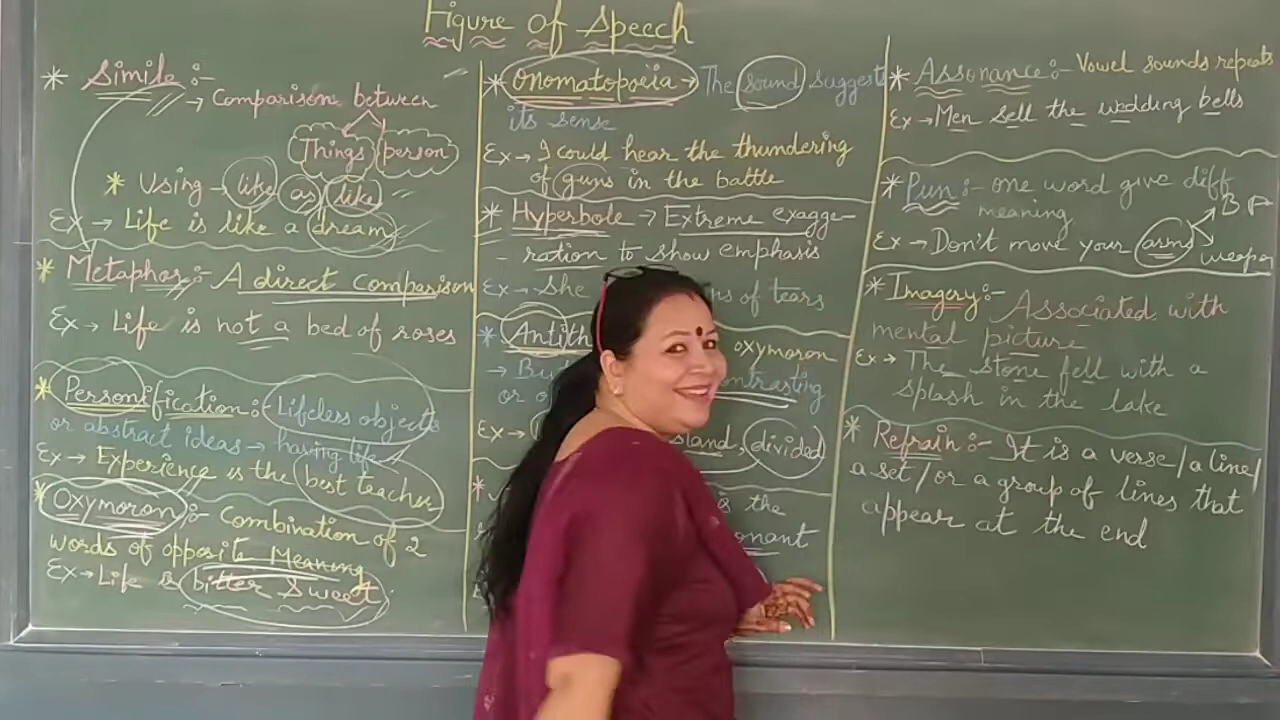 Figure of Speech
* Simile :-
→ Comparison between
Things person
* Using - like as like
Ex → Life is like a dream
* Metaphor :- A direct comparison
Ex → Life is not a bed of roses
* Personification :- Lifeless objects
or abstract ideas → having life
Ex → Experience is the best teacher
* Oxymoron :- Combination of 2
words of opposite Meaning
Ex → Life is bitter Sweet
* Onomatopoeia → The sound suggest
its sense
Ex → I could hear the thundering
of guns in the battle
* Hyperbole → Extreme exagge-
- ration to show emphasis
Ex → She of tears
* oxymoron
or
Ex → divided
* is the
* Assonance :- Vowel sounds repeats
Ex → Men sell the wedding bells
* Pun :- one word give diff
meaning
Ex → Don't move your arms weapon
* Imagery :- Associated with
mental picture
Ex → The stone fell with a
splash in the lake
* Refrain :- It is a verse/a line/
a set/or a group of lines that
appear at the end